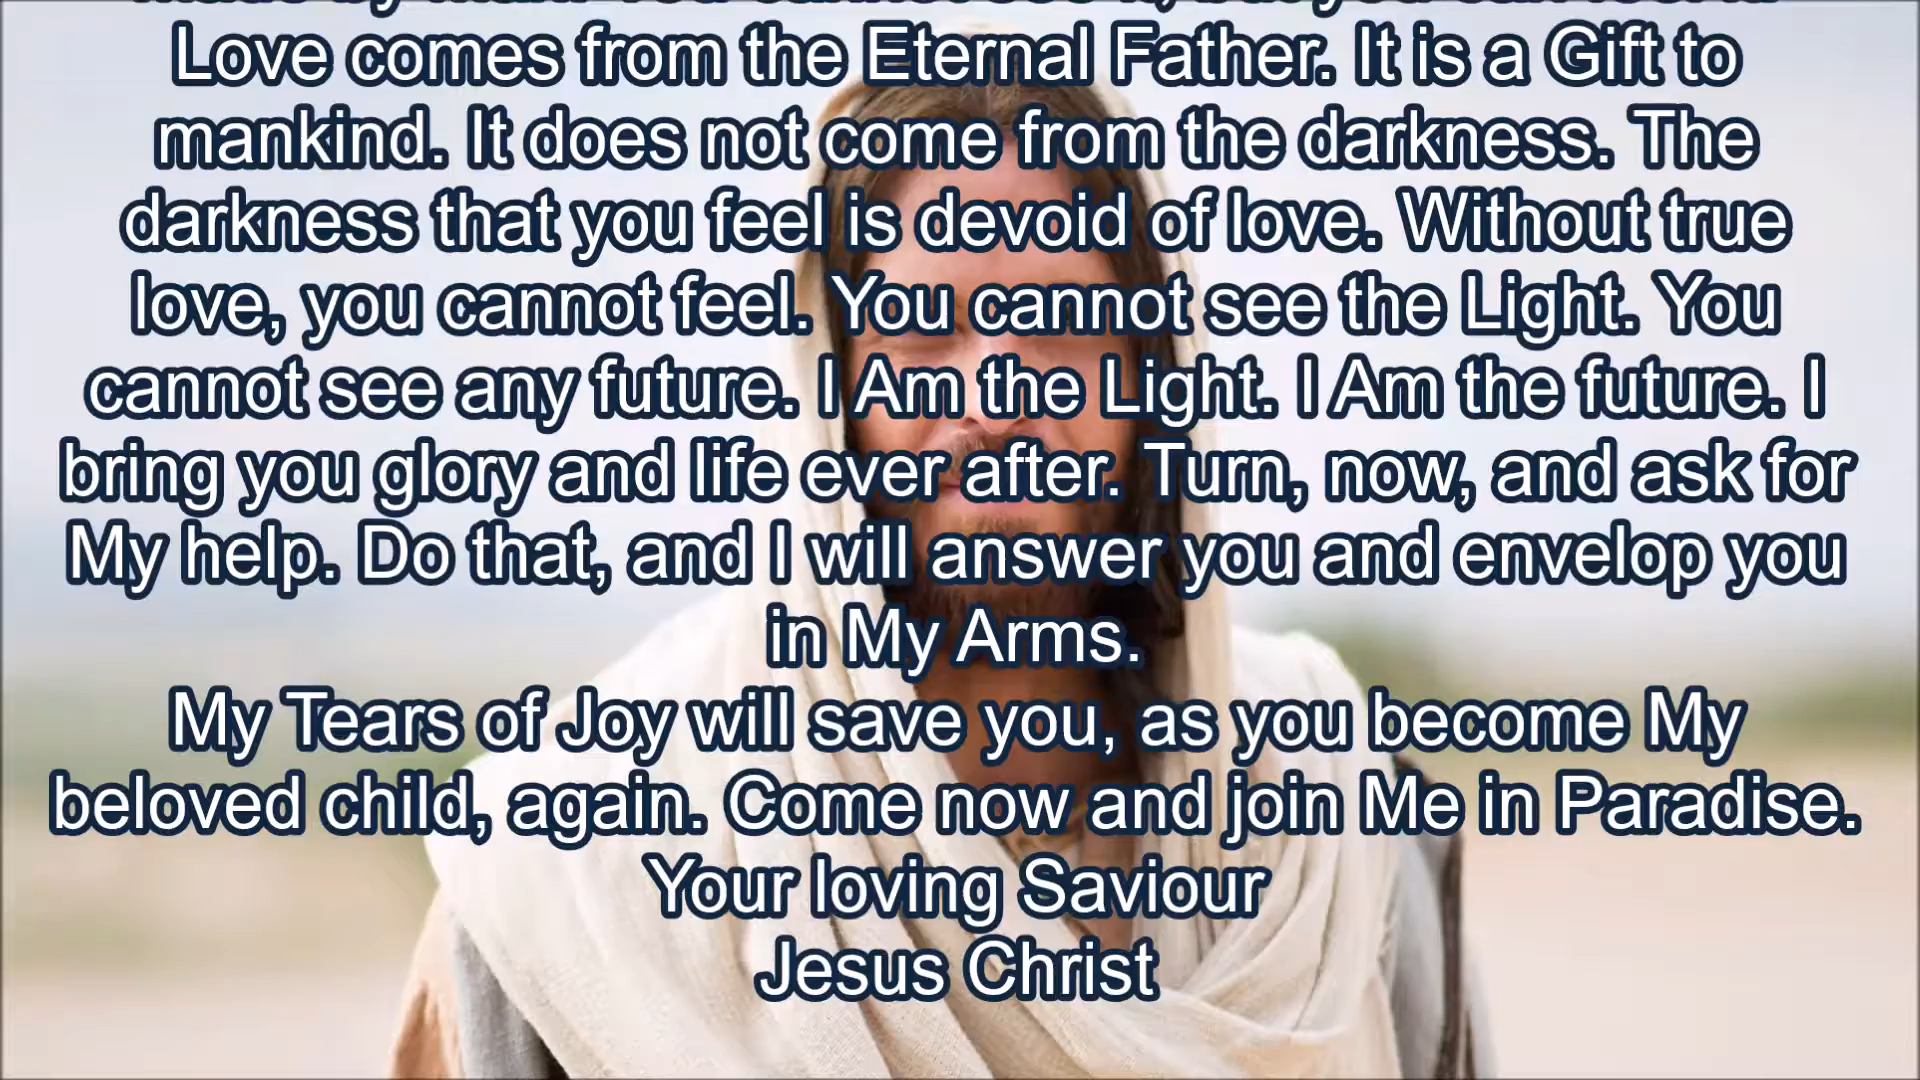 Love comes from the Eternal Father. It is a Gift to
mankind. It does not come from the darkness. The
darkness that you feel is devoid of love. Without true
love, you cannot feel. You cannot see the Light. You
cannot see any future. I Am the Light. I Am the future. I
bring you glory and life ever after. Turn, now, and ask for
My help. Do that, and I will answer you and envelop you
in My Arms.
My Tears of Joy will save you, as you become My
beloved child, again. Come now and join Me in Paradise.
Your loving Saviour
Jesus Christ